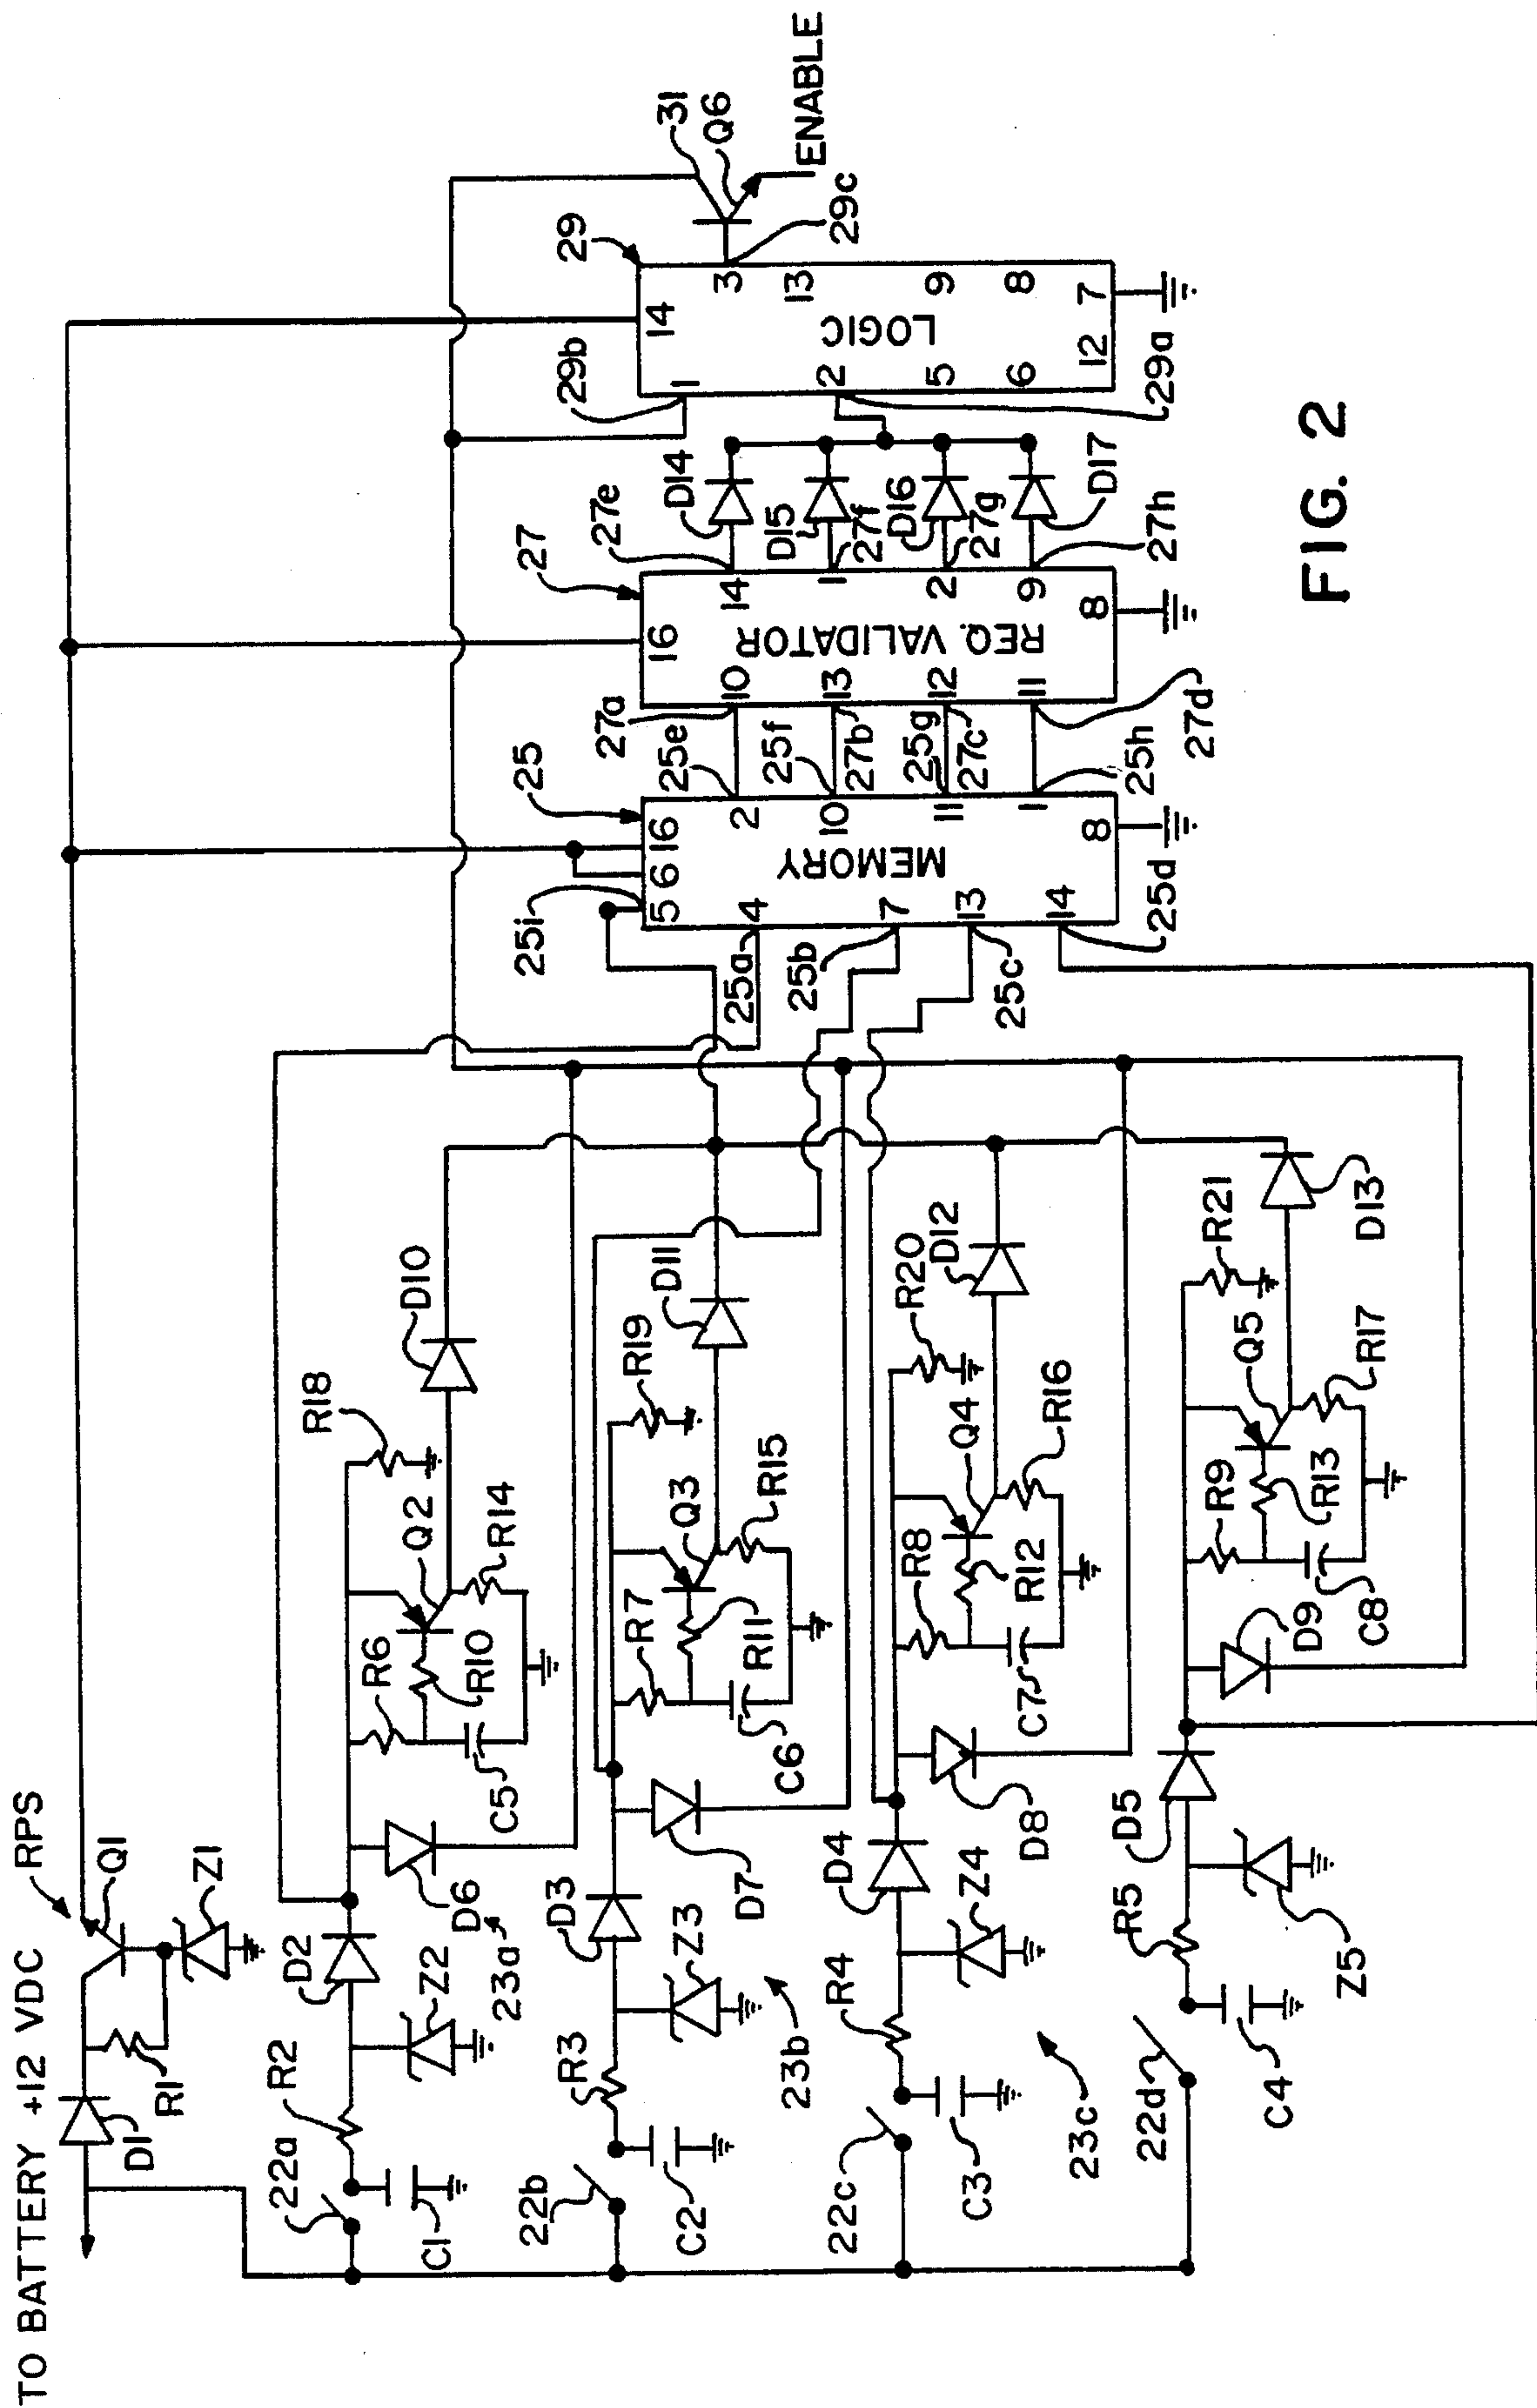 TO BATTERY +12 VDC
RPS
D1
R1
Q1
Z1
22a
R2
D2
C1
Z2
D6
23a
R6
C5
R10
Q2
R14
R18
D10
22b
R3
D3
C2
Z3
23b
D7
R7
C6
R11
Q3
R15
R19
D11
22c
R4
D4
C3
Z4
23c
D8
R8
C7
R12
Q4
R16
R20
D12
22d
R5
D5
C4
Z5
D9
R9
C8
R13
Q5
R17
R21
D13
25i
25a
25b
25c
25d
25
5
6
16
4
7
13
14
MEMORY
2
10
11
1
8
25e
25f
25g
25h
27a
27b
27c
27d
27
16
10
13
12
11
REQ. VALIDATOR
14
1
2
9
8
27e
27f
27g
27h
D14
D15
D16
D17
29b
29a
29
14
1
2
5
6
12
LOGIC
3
13
9
8
7
29c
31
Q6
ENABLE
FIG. 2